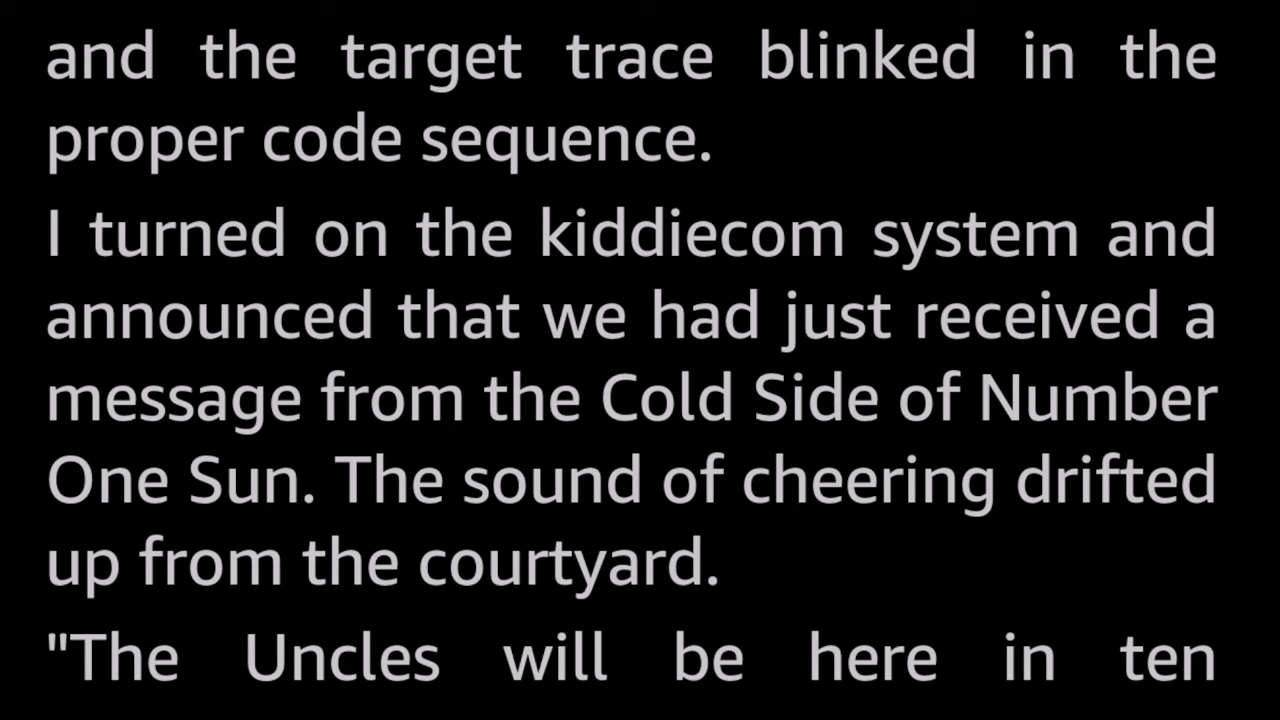 and the target trace blinked in the
proper code sequence.
I turned on the kiddiecom system and
announced that we had just received a
message from the Cold Side of Number
One Sun. The sound of cheering drifted
up from the courtyard.
"The Uncles will be here in ten